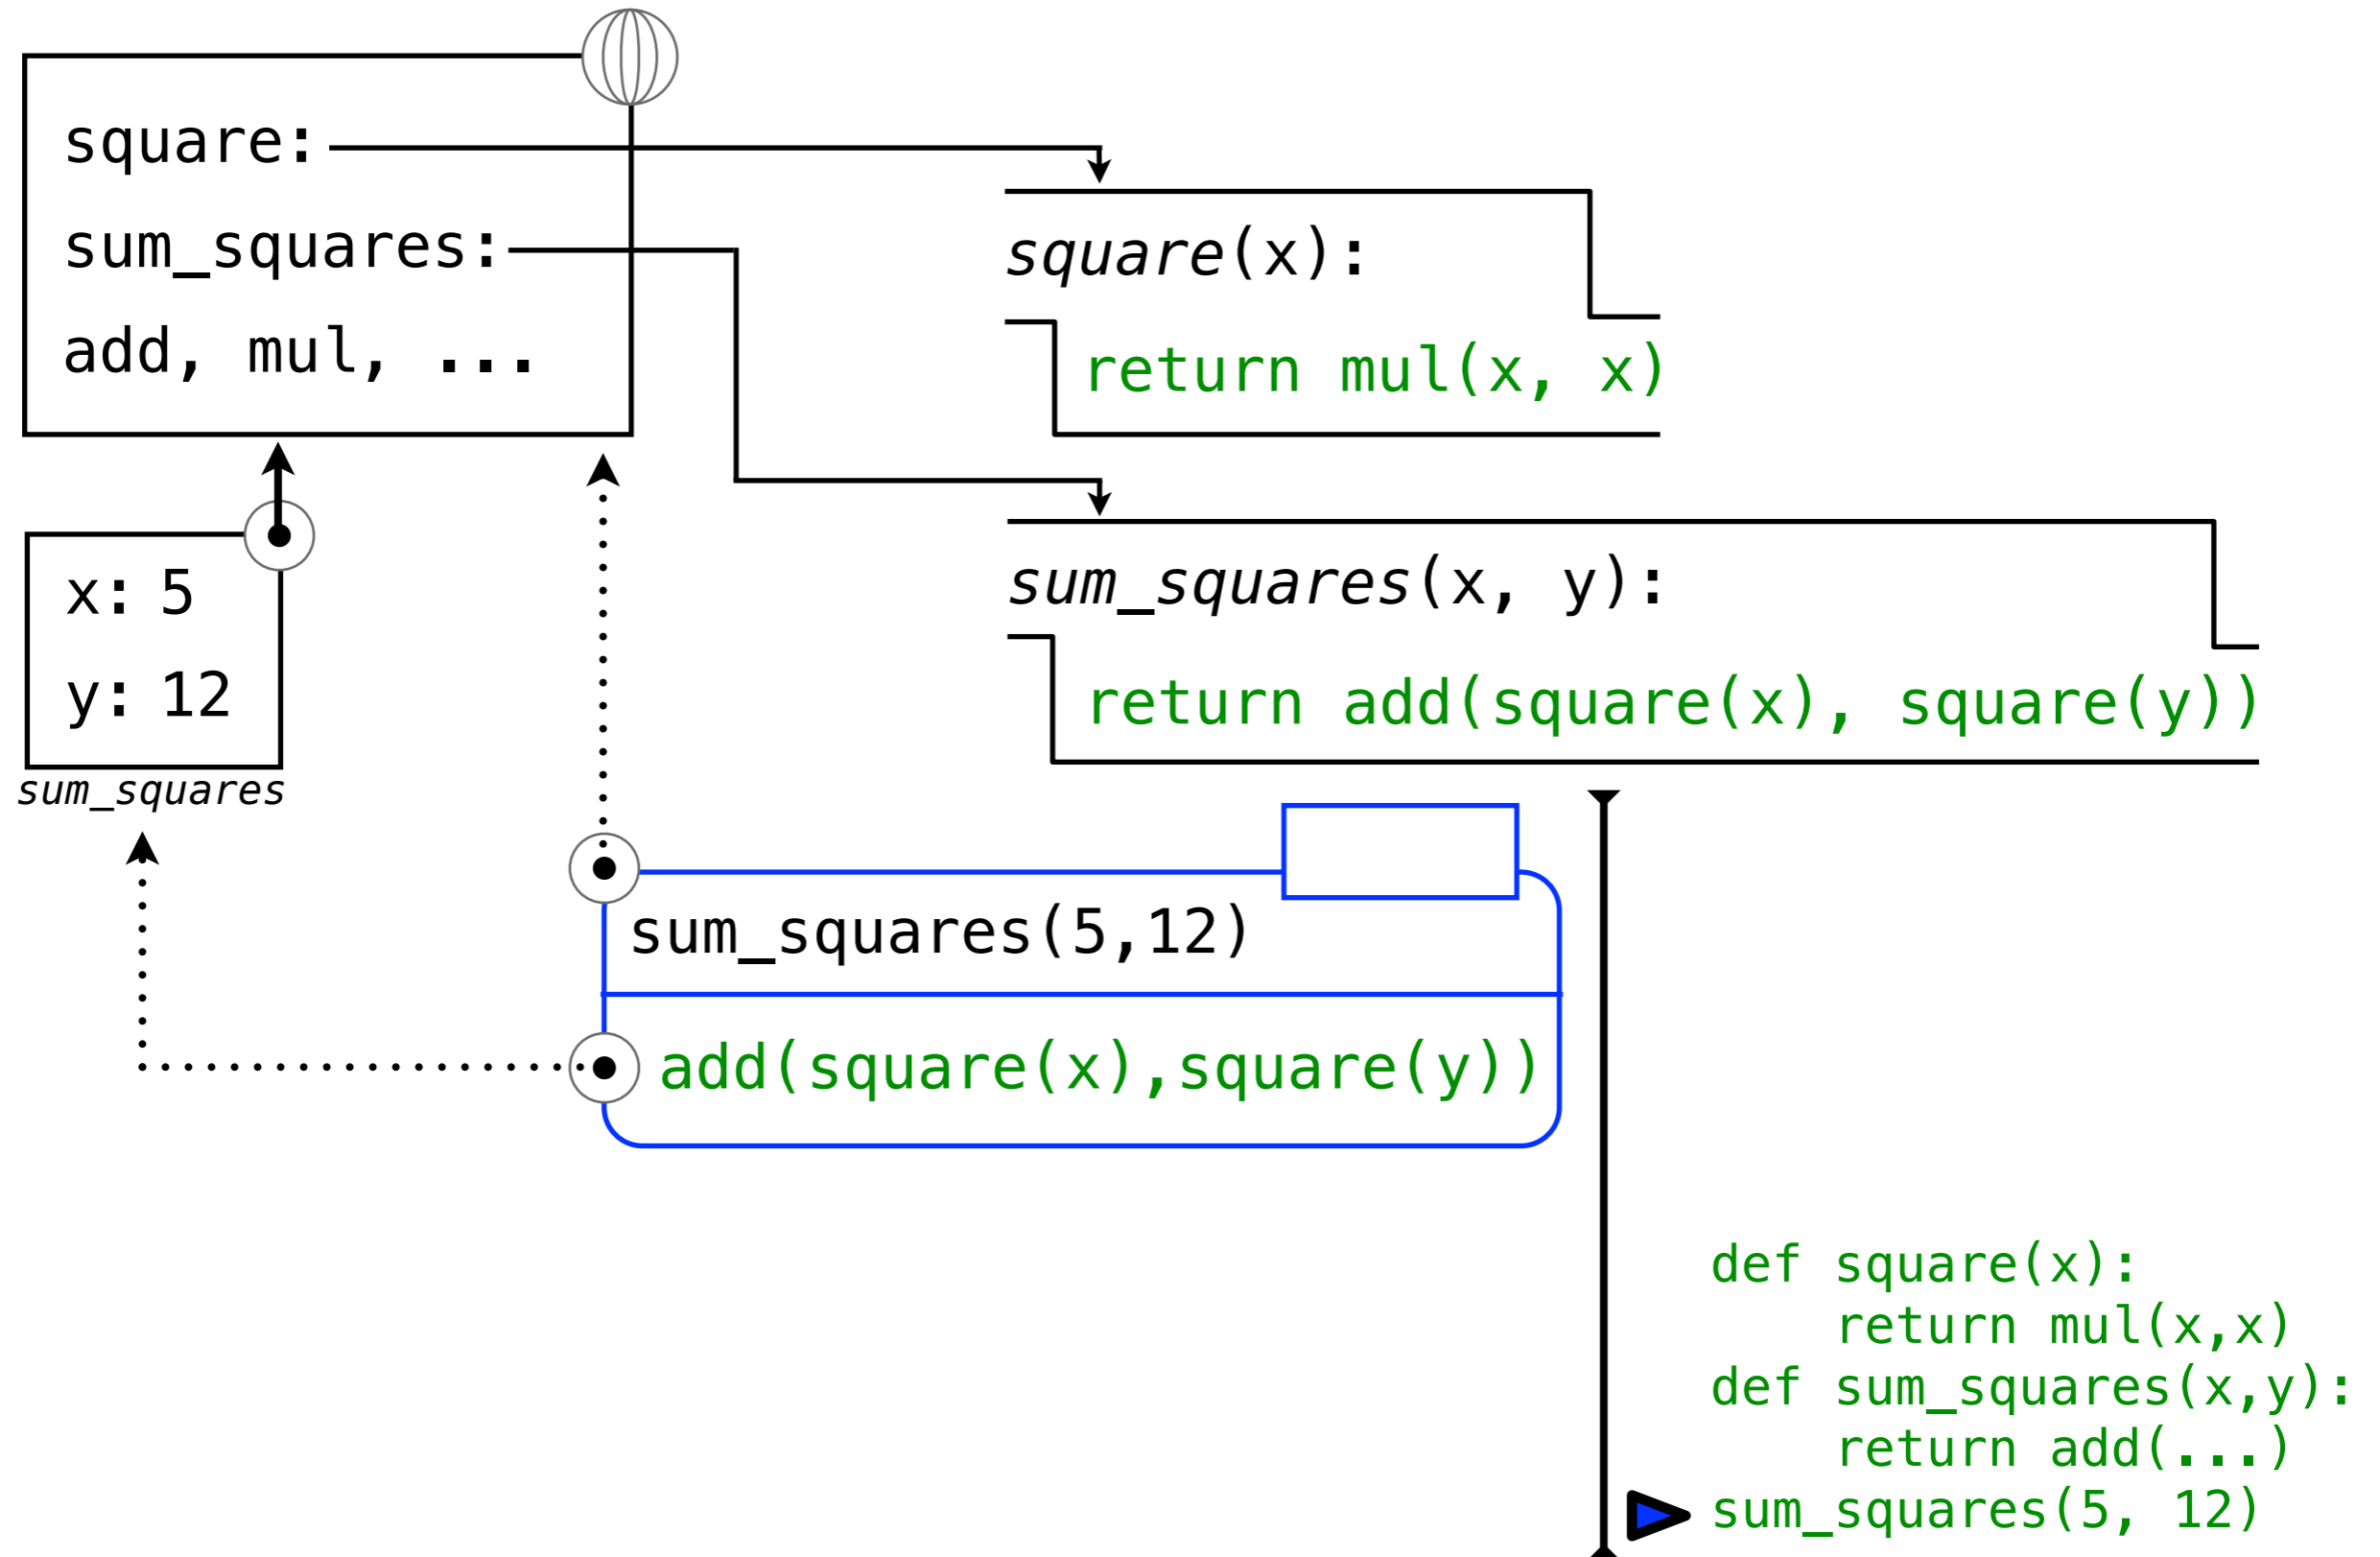 square:
sum_squares:
add, mul, ...
square(x):
return mul(x, x)
sum_squares(x, y):
return add(square(x), square(y))
x: 5
y: 12
sum_squares
sum_squares(5,12)
add(square(x),square(y))
def square(x):
    return mul(x,x)
def sum_squares(x,y):
    return add(...)
sum_squares(5, 12)